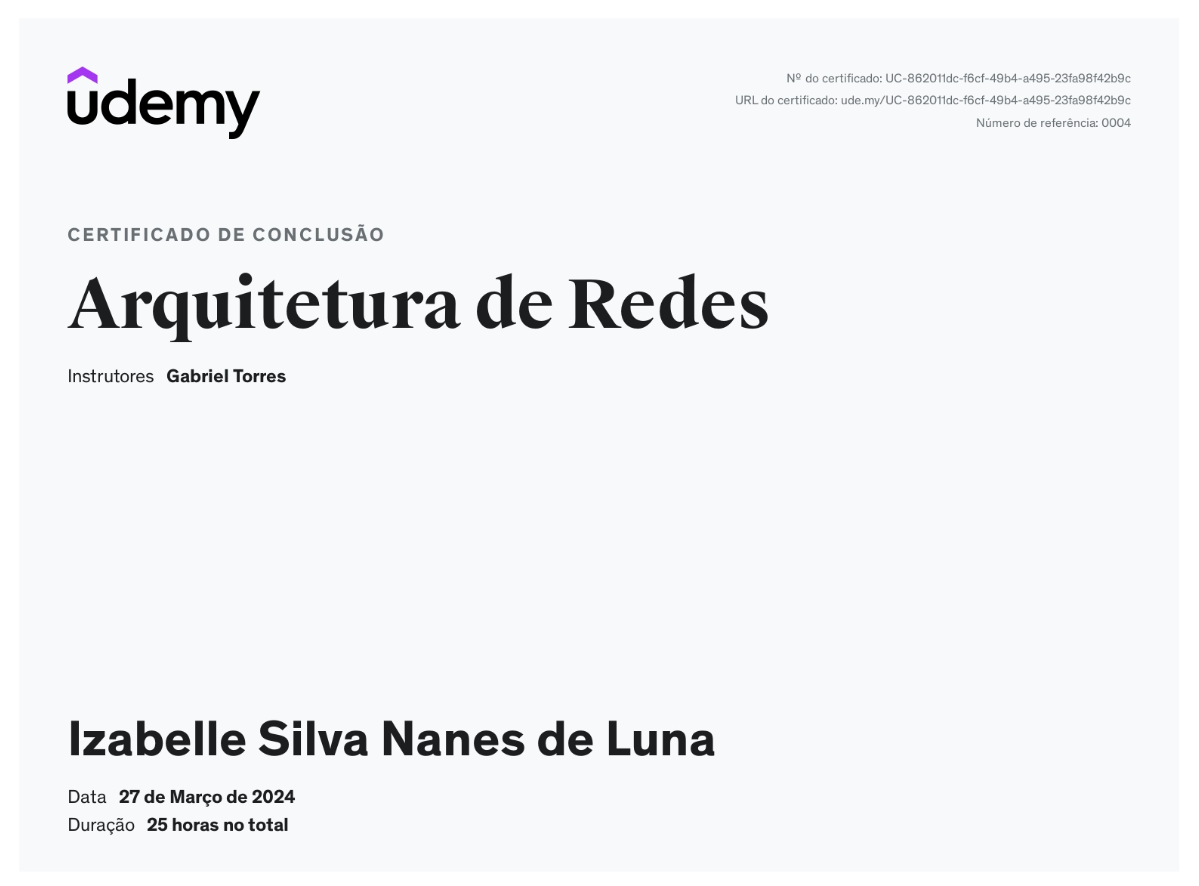 udemy
Nº do certificado: UC-862011dc-f6cf-49b4-a495-23fa98f42b9c
URL do certificado: ude.my/UC-862011dc-f6cf-49b4-a495-23fa98f42b9c
Número de referência: 0004
CERTIFICADO DE CONCLUSÃO
Arquitetura de Redes
Instrutores Gabriel Torres
Izabelle Silva Nanes de Luna
Data 27 de Março de 2024
Duração 25 horas no total